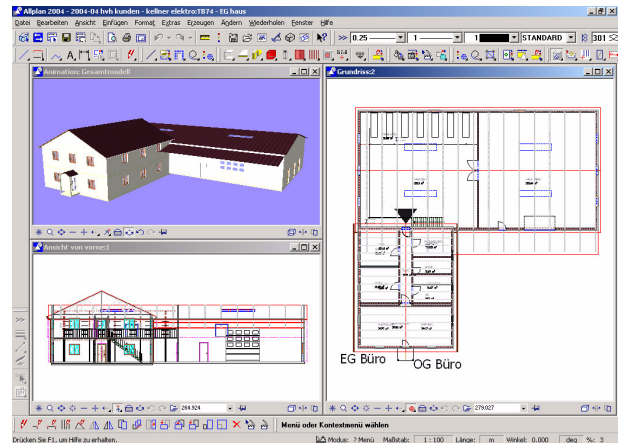 Allplan 2004 - 2004-04 hvh kunden - kellner elektro:TB74 - EG haus
Datei Bearbeiten Ansicht Einfügen Format Extras Erzeugen Ändern Wiederholen Fenster Hilfe
0.25 1 1 STANDARD 301
Animation: Gesamtmodell
Grundriss:2
Ansicht von vorne:1
EG Büro
OG Büro
264.924
279.027
Menü oder Kontextmenü wählen
Drücken Sie F1, um Hilfe zu erhalten. Modus: ? Menü Maßstab: 1 : 100 Länge: m Winkel: 0.000 deg %: 3